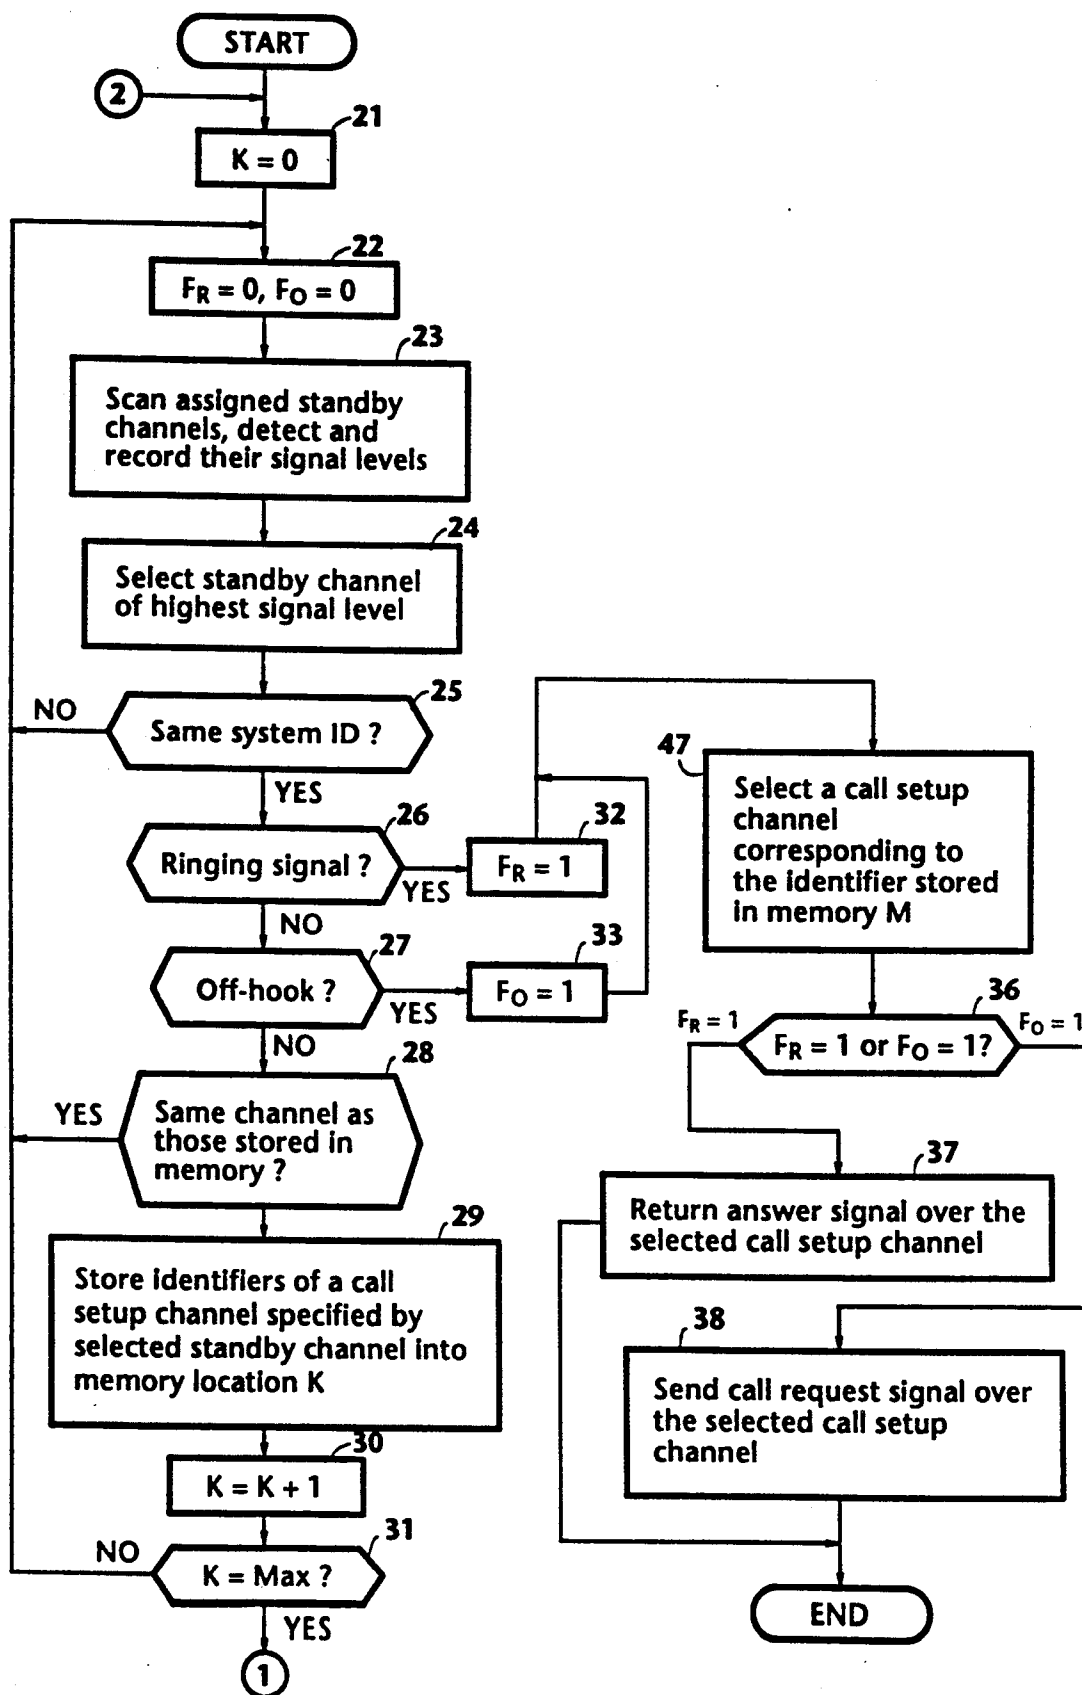 START
2
21
K = 0
22
FR = 0, FO = 0
23
Scan assigned standby
channels, detect and
record their signal levels
24
Select standby channel
of highest signal level
25
NO
Same system ID ?
YES
26
Ringing signal ?
YES
32
FR = 1
NO
27
Off-hook ?
YES
33
FO = 1
NO
28
YES
Same channel as
those stored in
memory ?
29
Store identifiers of a call
setup channel specified by
selected standby channel into
memory location K
30
K = K + 1
31
NO
K = Max ?
YES
1
47
Select a call setup
channel
corresponding to
the identifier stored
in memory M
36
FR = 1
FR = 1 or FO = 1?
FO = 1
37
Return answer signal over the
selected call setup channel
38
Send call request signal over
the selected call setup
channel
END